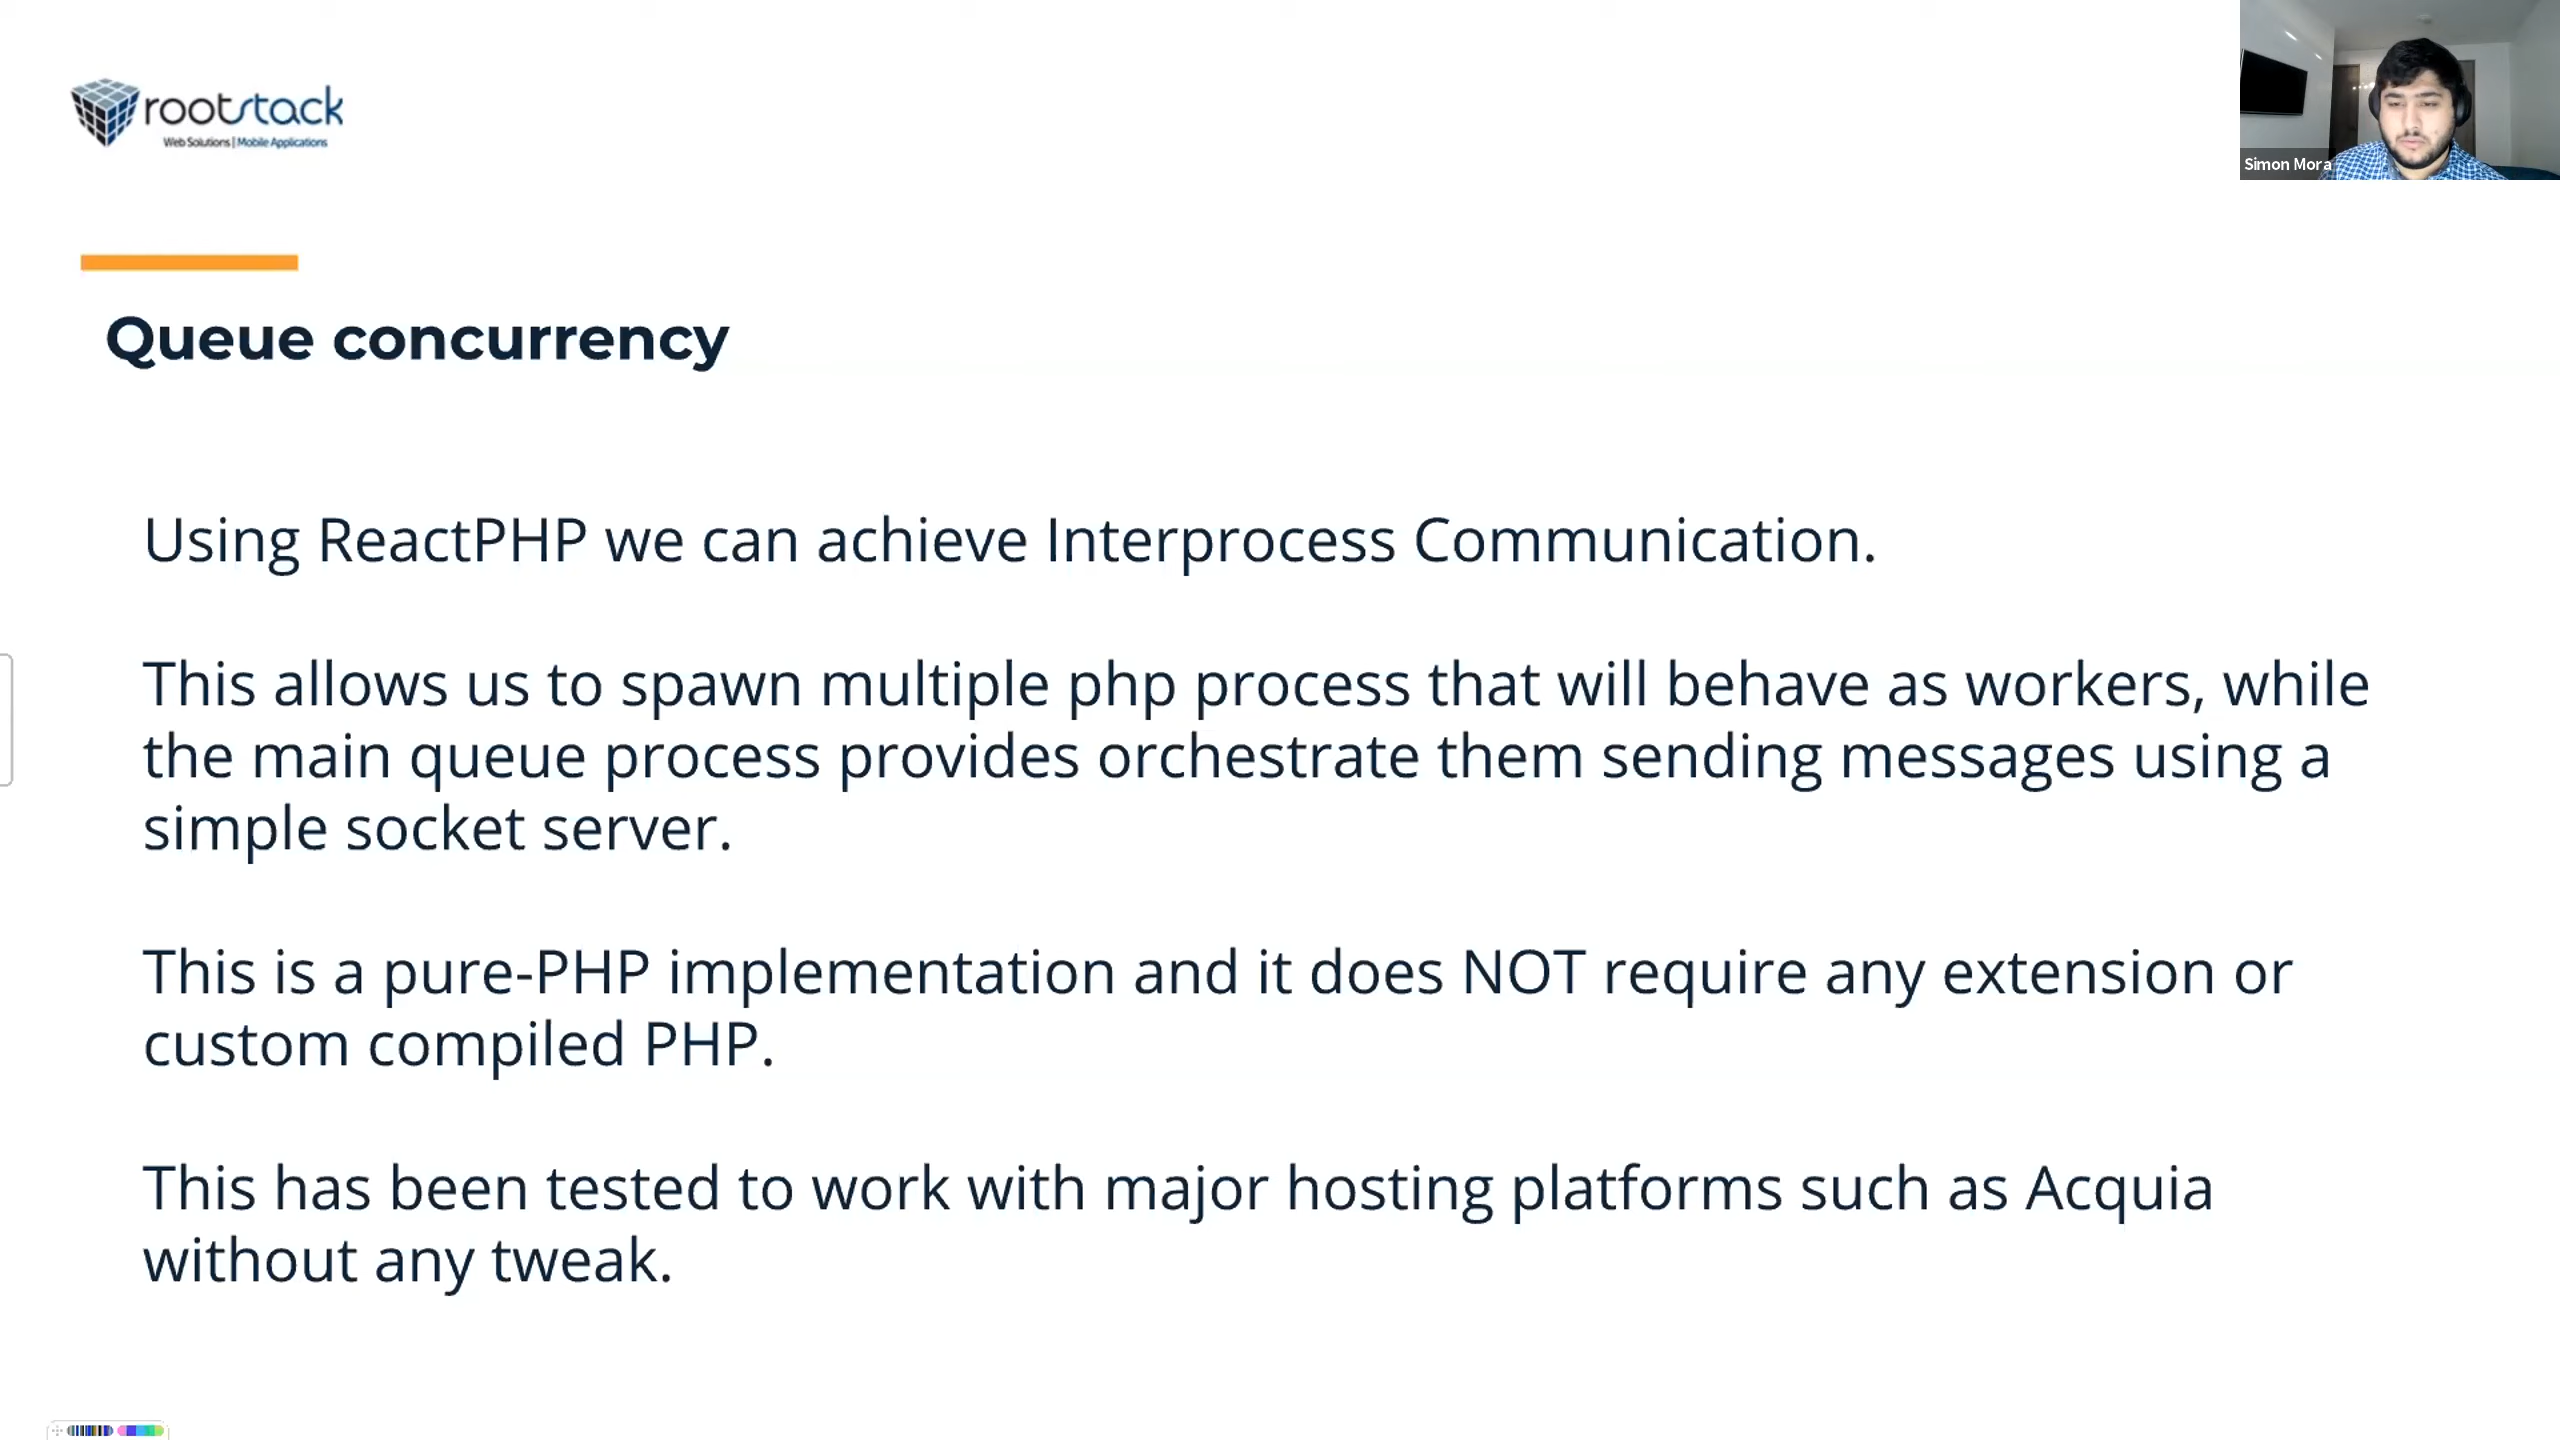 rootstack
Web Solutions | Mobile Applications
Simon Mora
Queue concurrency
Using ReactPHP we can achieve Interprocess Communication.
This allows us to spawn multiple php process that will behave as workers, while
the main queue process provides orchestrate them sending messages using a
simple socket server.
This is a pure-PHP implementation and it does NOT require any extension or
custom compiled PHP.
This has been tested to work with major hosting platforms such as Acquia
without any tweak.